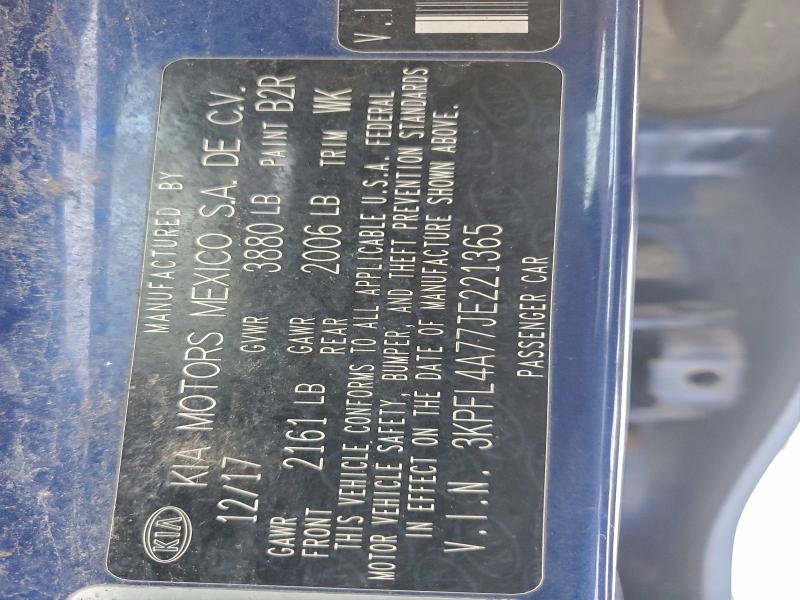 V.I
MANUFACTURED BY
KIA KIA MOTORS MEXICO S.A. DE C.V.
12/17 GVWR 3880 LB PAINT B2R
GAWR FRONT 2161 LB GAWR REAR 2006 LB TRIM WK
THIS VEHICLE CONFORMS TO ALL APPLICABLE U.S.A. FEDERAL
MOTOR VEHICLE SAFETY, BUMPER, AND THEFT PREVENTION STANDARDS
IN EFFECT ON THE DATE OF MANUFACTURE SHOWN ABOVE.
V.I.N. 3KPFL4A77JE221365
PASSENGER CAR